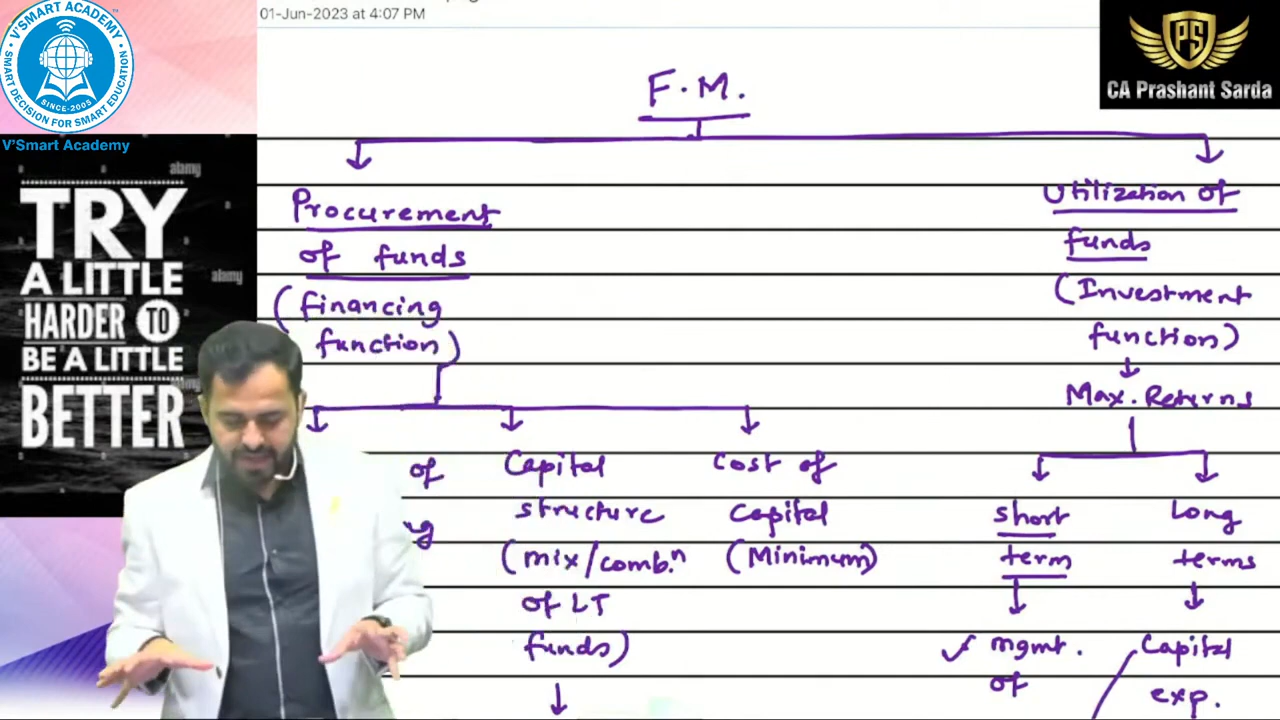 01-Jun-2023 at 4:07 PM
V'SMART ACADEMY
SMART DECISION FOR SMART EDUCATION
SINCE-2005
V'Smart Academy
PS
CA Prashant Sarda
alamy
TRY
A LITTLE
alamy
HARDER TO
BE A LITTLE
BETTER
F.M.
Procurement
of funds
(financing
function)
Utilization of
funds
(Investment
function)
Max. Returns
of
Capital
structure
(mix/comb.n
of LT
funds)
Cost of
Capital
(Minimum)
short
term
mgmt.
of
Long
terms
Capital
exp.